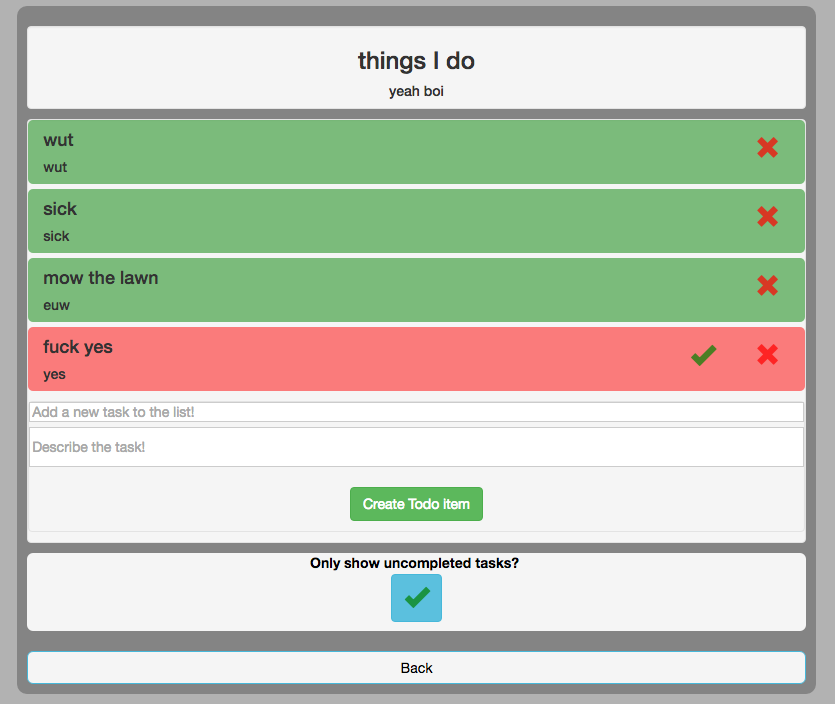 things I do
yeah boi
wut
wut
sick
sick
mow the lawn
euw
fuck yes
yes
Add a new task to the list!
Describe the task!
Create Todo item
Only show uncompleted tasks?
Back